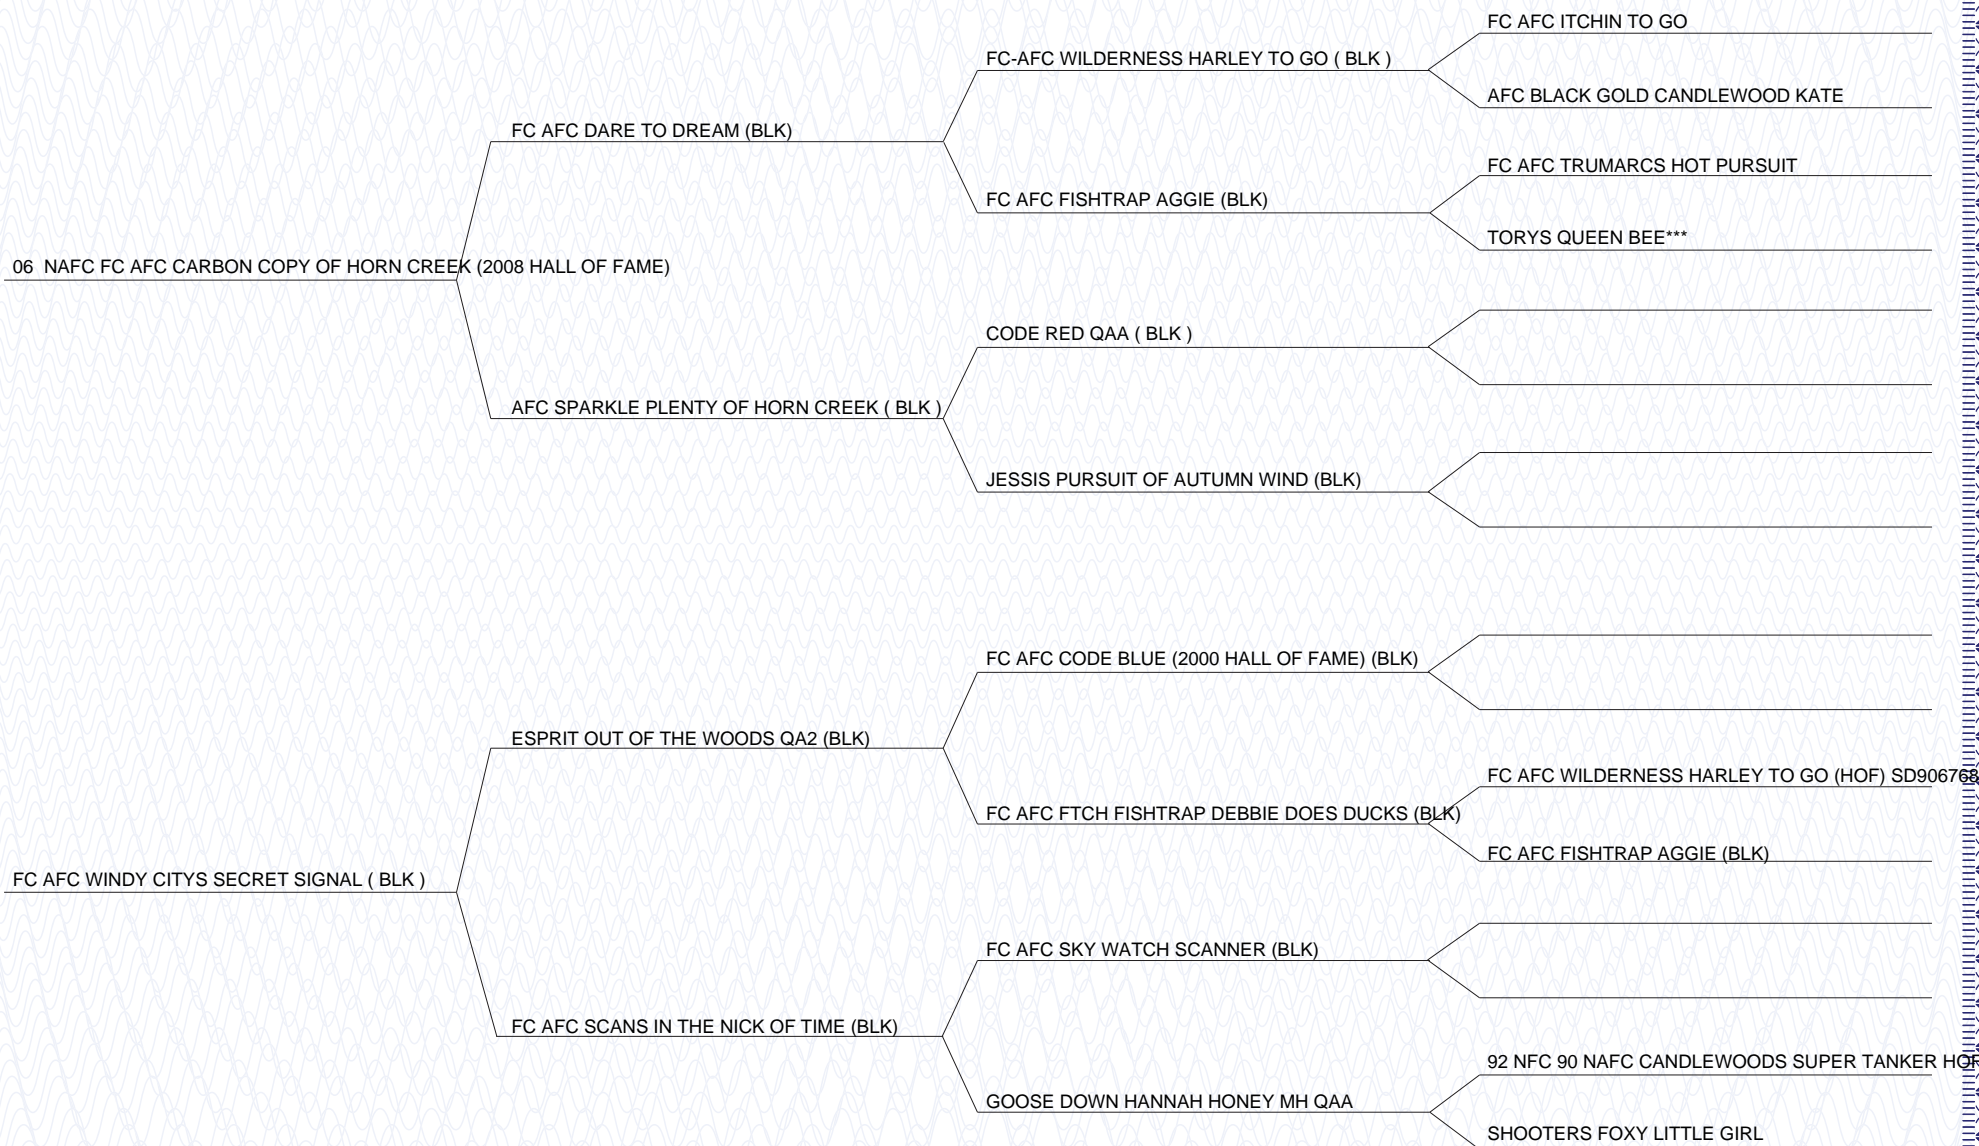 FC AFC ITCHIN TO GO
FC-AFC WILDERNESS HARLEY TO GO ( BLK )
AFC BLACK GOLD CANDLEWOOD KATE
FC AFC DARE TO DREAM (BLK)
FC AFC TRUMARCS HOT PURSUIT
FC AFC FISHTRAP AGGIE (BLK)
TORYS QUEEN BEE***
06 NAFC FC AFC CARBON COPY OF HORN CREEK (2008 HALL OF FAME)
CODE RED QAA ( BLK )
AFC SPARKLE PLENTY OF HORN CREEK ( BLK )
JESSIS PURSUIT OF AUTUMN WIND (BLK)
FC AFC CODE BLUE (2000 HALL OF FAME) (BLK)
ESPRIT OUT OF THE WOODS QA2 (BLK)
FC AFC WILDERNESS HARLEY TO GO (HOF) SD906768
FC AFC FTCH FISHTRAP DEBBIE DOES DUCKS (BLK)
FC AFC FISHTRAP AGGIE (BLK)
FC AFC WINDY CITYS SECRET SIGNAL ( BLK )
FC AFC SKY WATCH SCANNER (BLK)
FC AFC SCANS IN THE NICK OF TIME (BLK)
92 NFC 90 NAFC CANDLEWOODS SUPER TANKER HOF
GOOSE DOWN HANNAH HONEY MH QAA
SHOOTERS FOXY LITTLE GIRL